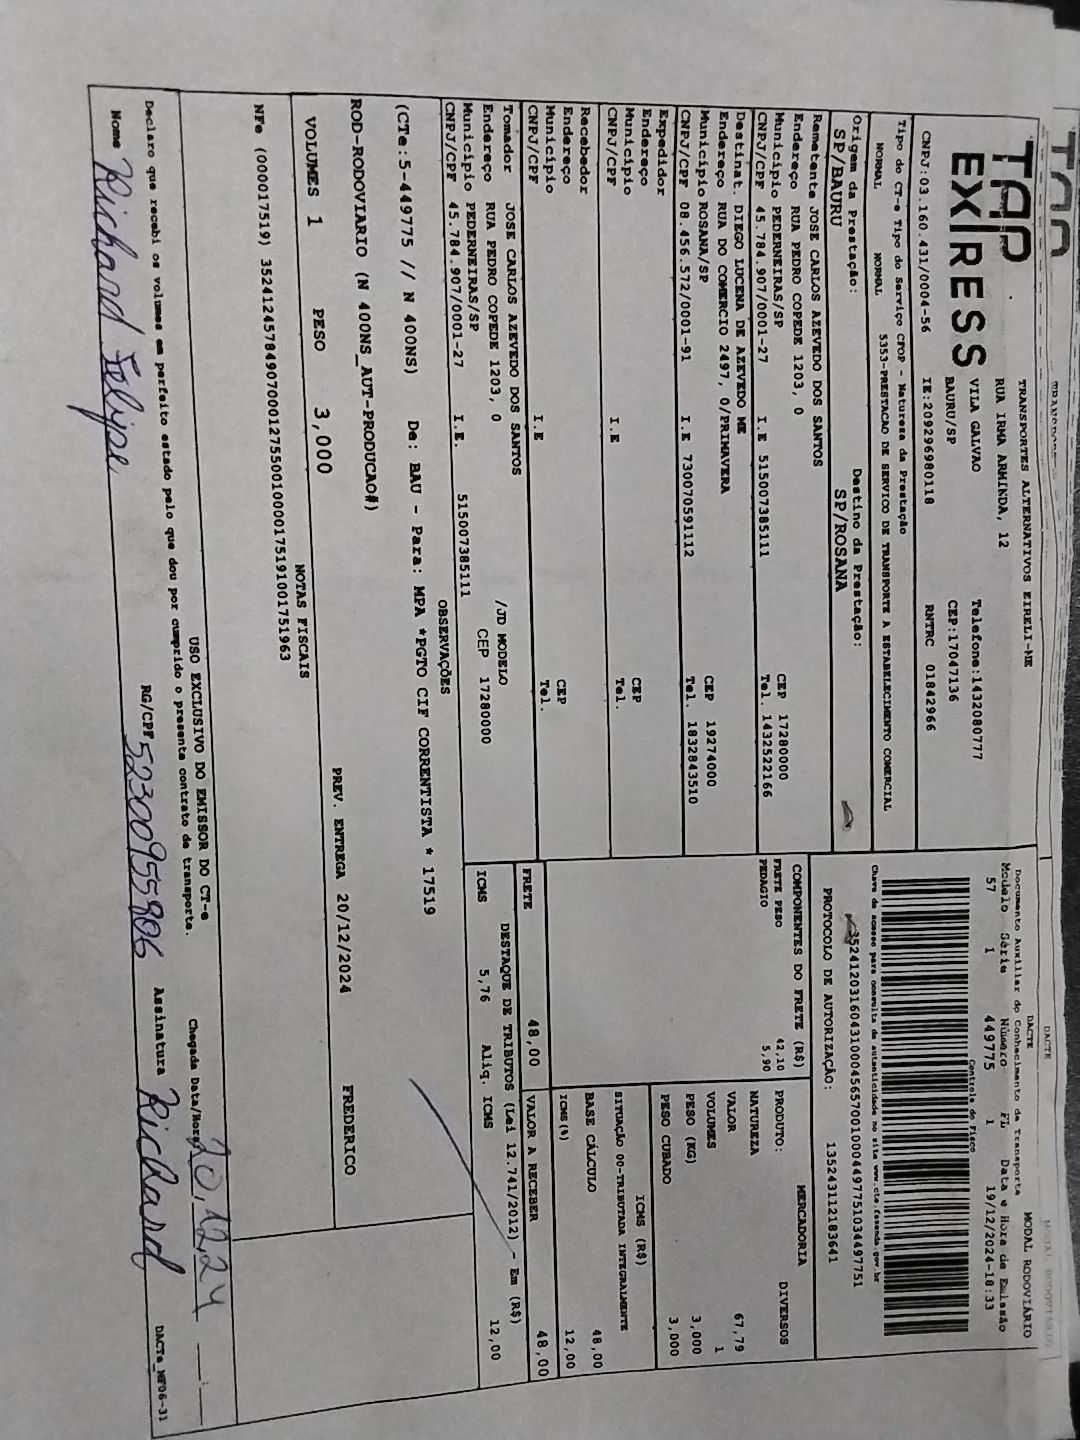 TAP
EXPRESS
TRANSPORTES ALTERNATIVOS EIRELI-ME
RUA IRMA ARMINDA, 12
VILA GALVAO Telefone:1432080777
BAURU/SP CEP:17047136
CNPJ:03.160.431/0004-56 IE:209296980118 RNTRC 01842966
DACTE MODAL RODOVIÁRIO
Documento Auxiliar do Conhecimento de Transporte
Modelo Série Número FL Data e Hora de Emissão
57 1 449775 1 19/12/2024-18:33
Controle do Fisco
Chave de acesso para consulta de autenticidade no site www.cte.fazenda.gov.br
35241203160431000456570010004497751034497751
PROTOCOLO DE AUTORIZAÇÃO: 135243112183641
Tipo do CT-e Tipo do Serviço CFOP - Natureza da Prestação
NORMAL NORMAL 5353-PRESTACAO DE SERVICO DE TRANSPORTE A ESTABELECIMENTO COMERCIAL
Origem da Prestação: Destino da Prestação:
SP/BAURU SP/ROSANA
Remetente JOSE CARLOS AZEVEDO DOS SANTOS
Endereço RUA PEDRO COPEDE 1203, 0
Município PEDERNEIRAS/SP CEP 17280000
CNPJ/CPF 45.784.907/0001-27 I.E 515007385111 Tel. 1432522166
Destinat. DIEGO LUCENA DE AZEVEDO ME
Endereço RUA DO COMERCIO 2497, 0/PRIMAVERA
Município ROSANA/SP CEP 19274000
CNPJ/CPF 08.456.572/0001-91 I.E 730070591112 Tel. 1832843510
Expedidor
Endereço
Município CEP
CNPJ/CPF I.E Tel.
Recebedor
Endereço
Município CEP
CNPJ/CPF I.E Tel.
Tomador JOSE CARLOS AZEVEDO DOS SANTOS
Endereço RUA PEDRO COPEDE 1203, 0 /JD MODELO
Município PEDERNEIRAS/SP CEP 17280000
CNPJ/CPF 45.784.907/0001-27 I.E. 515007385111
COMPONENTES DO FRETE (R$)
FRETE PESO 42,10
PEDAGIO 5,90
MERCADORIA
PRODUTO: DIVERSOS
NATUREZA
VALOR 67,79
VOLUMES 1
PESO (KG) 3,000
PESO CUBADO 3,000
ICMS (R$)
SITUAÇÃO 00-TRIBUTADA INTEGRALMENTE
BASE CÁLCULO 48,00
ICMS(%) 12,00
FRETE 48,00 VALOR A RECEBER 48,00
DESTAQUE DE TRIBUTOS (Lei 12.741/2012) - Em (R$)
ICMS 5,76 Aliq. ICMS 12,00
OBSERVAÇÕES
(CTe:5-449775 // N 400NS) De: BAU - Para: MPA *PGTO CIF CORRENTISTA * 17519
ROD-RODOVIARIO (N 400NS_AUT-PRODUCAO#)
VOLUMES 1 PESO 3,000 PREV. ENTREGA 20/12/2024 FREDERICO
NOTAS FISCAIS
NFe (000017519) 35241245784907000127550010000175191001751963
USO EXCLUSIVO DO EMISSOR DO CT-e
Declaro que recebi os volumes em perfeito estado pelo que dou por cumprido o presente contrato de transporte.
Chegada Data/Hora 20/12/24 __:__
Nome Richard Felipe RG/CPF 52300955806 Assinatura Richard
DACTe_MF06-31